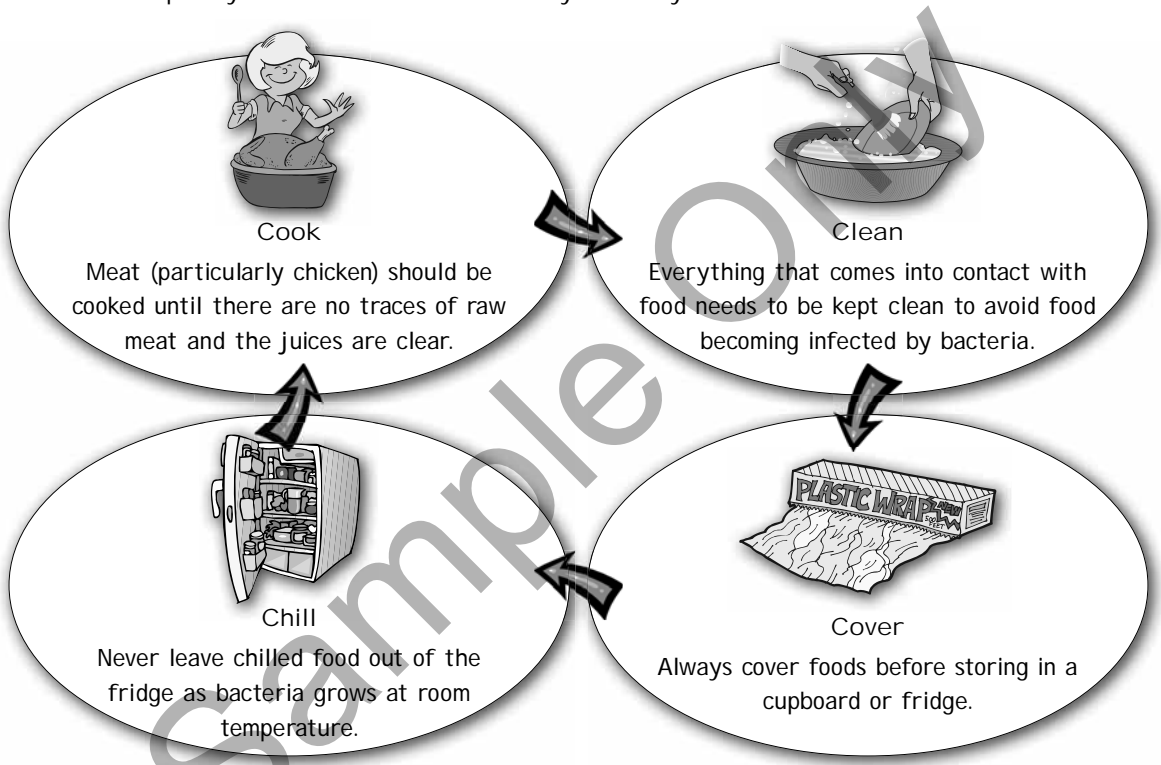 Cook
Meat (particularly chicken) should be
cooked until there are no traces of raw
meat and the juices are clear.
Clean
Everything that comes into contact with
food needs to be kept clean to avoid food
becoming infected by bacteria.
PLASTIC WRAP
NEW
Cover
Always cover foods before storing in a
cupboard or fridge.
Chill
Never leave chilled food out of the
fridge as bacteria grows at room
temperature.
Sample Only